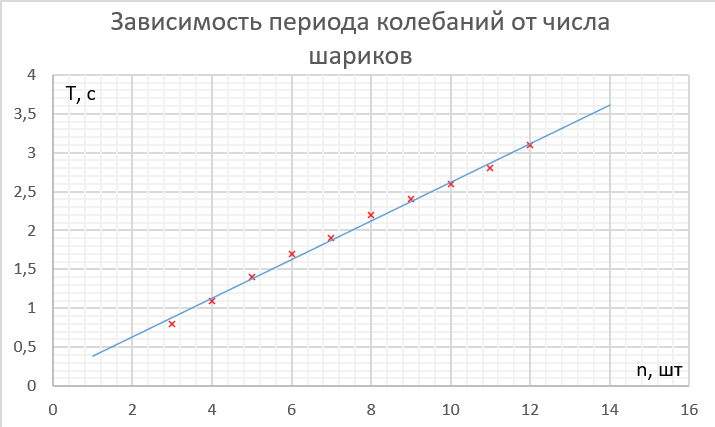 Зависимость периода колебаний от числа
шариков
4
T, с
3,5
3
2,5
2
1,5
1
0,5
0
n, шт
0 2 4 6 8 10 12 14 16